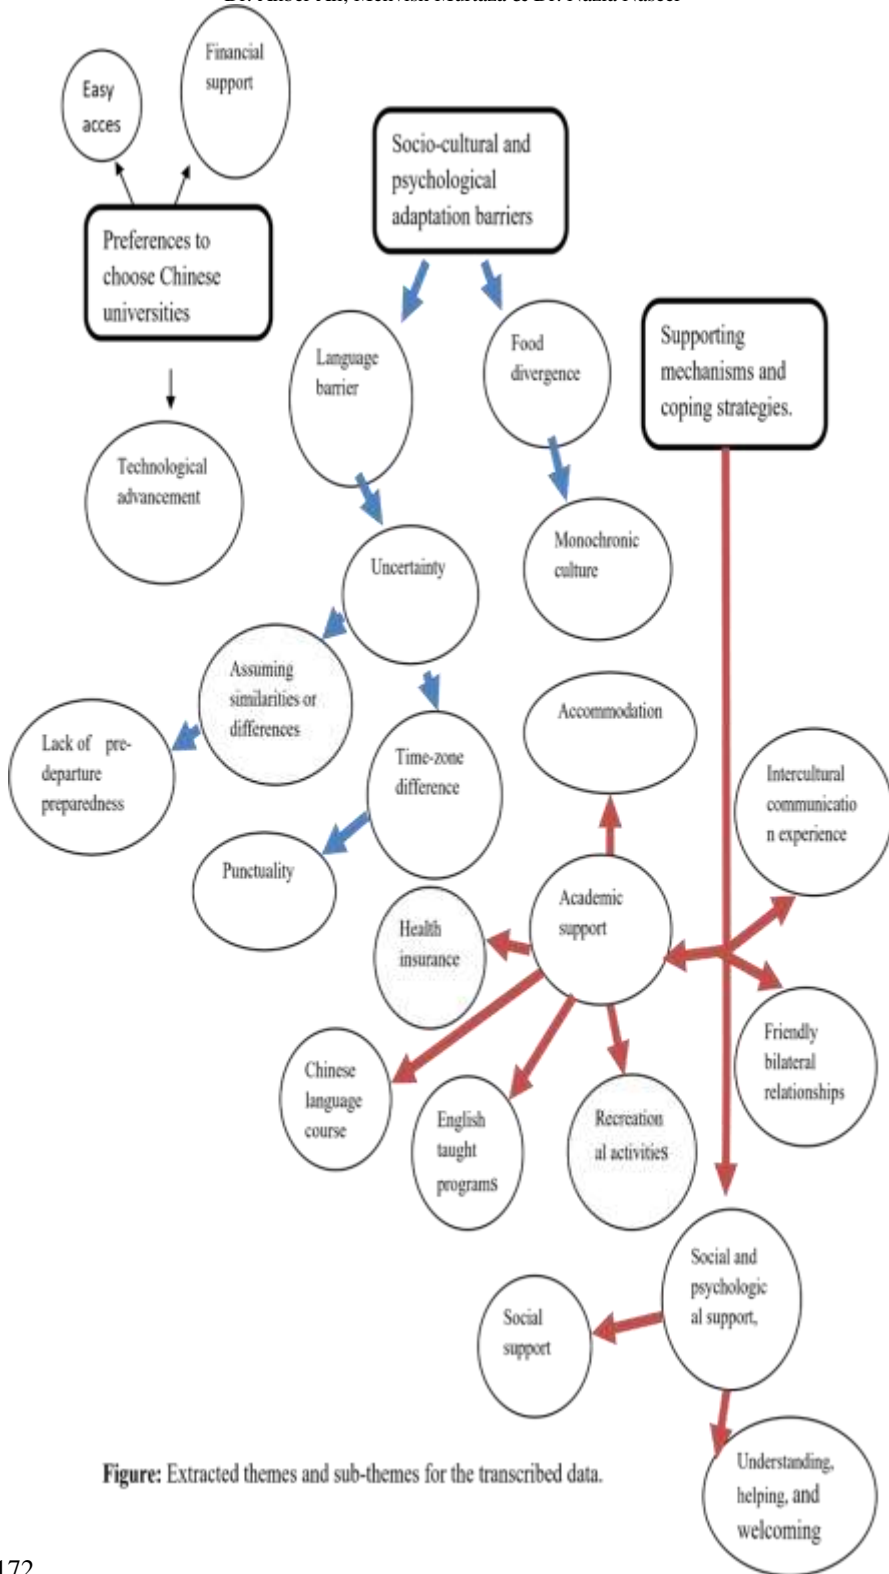 Financial
support
Easy
acces
Preferences to
choose Chinese
universities
Technological
advancement
Socio-cultural and
psychological
adaptation barriers
Language
barrier
Food
divergence
Uncertainty
Monochronic
culture
Assuming
similarities or
differences
Lack of pre-
departure
preparedness
Time-zone
difference
Punctuality
Supporting
mechanisms and
coping strategies.
Accommodation
Intercultural
communicatio
n experience
Academic
support
Health
insurance
Friendly
bilateral
relationships
Chinese
language
course
English
taught
programs
Recreation
al activities
Social and
psychologic
al support,
Social
support
Understanding,
helping, and
welcoming
Figure: Extracted themes and sub-themes for the transcribed data.
172